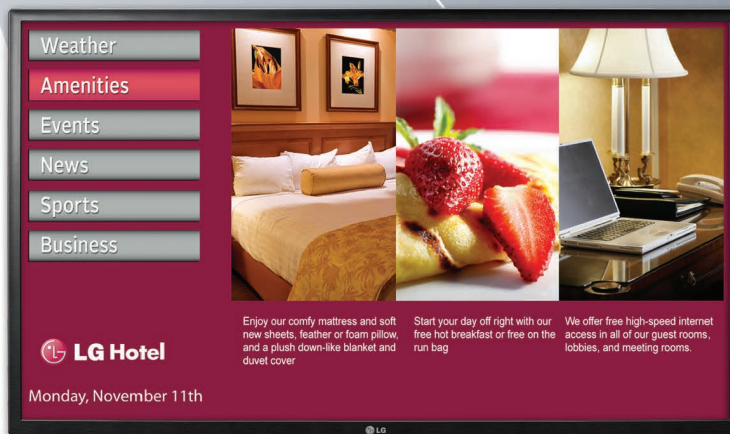 Weather
Amenities
Events
News
Sports
Business
Enjoy our comfy mattress and soft
new sheets, feather or foam pillow,
and a plush down-like blanket and
duvet cover
Start your day off right with our
free hot breakfast or free on the
run bag
We offer free high-speed internet
access in all of our guest rooms,
lobbies, and meeting rooms.
LG Hotel
Monday, November 11th
LG